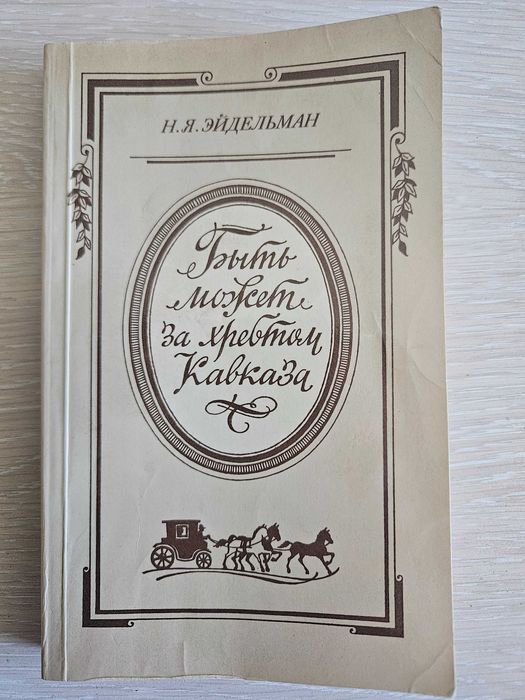 Н.Я.ЭЙДЕЛЬМАН
Быть
может
за хребтом
Кавказа